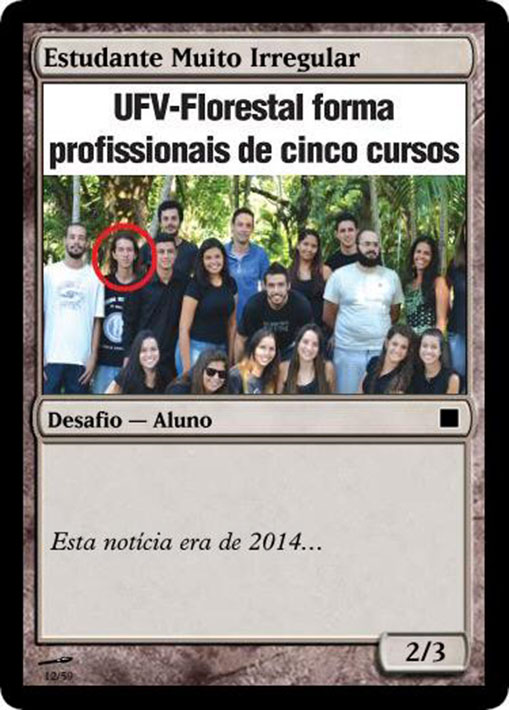 Estudante Muito Irregular
UFV-Florestal forma
profissionais de cinco cursos
Desafio — Aluno
Esta notícia era de 2014...
2/3
12/50